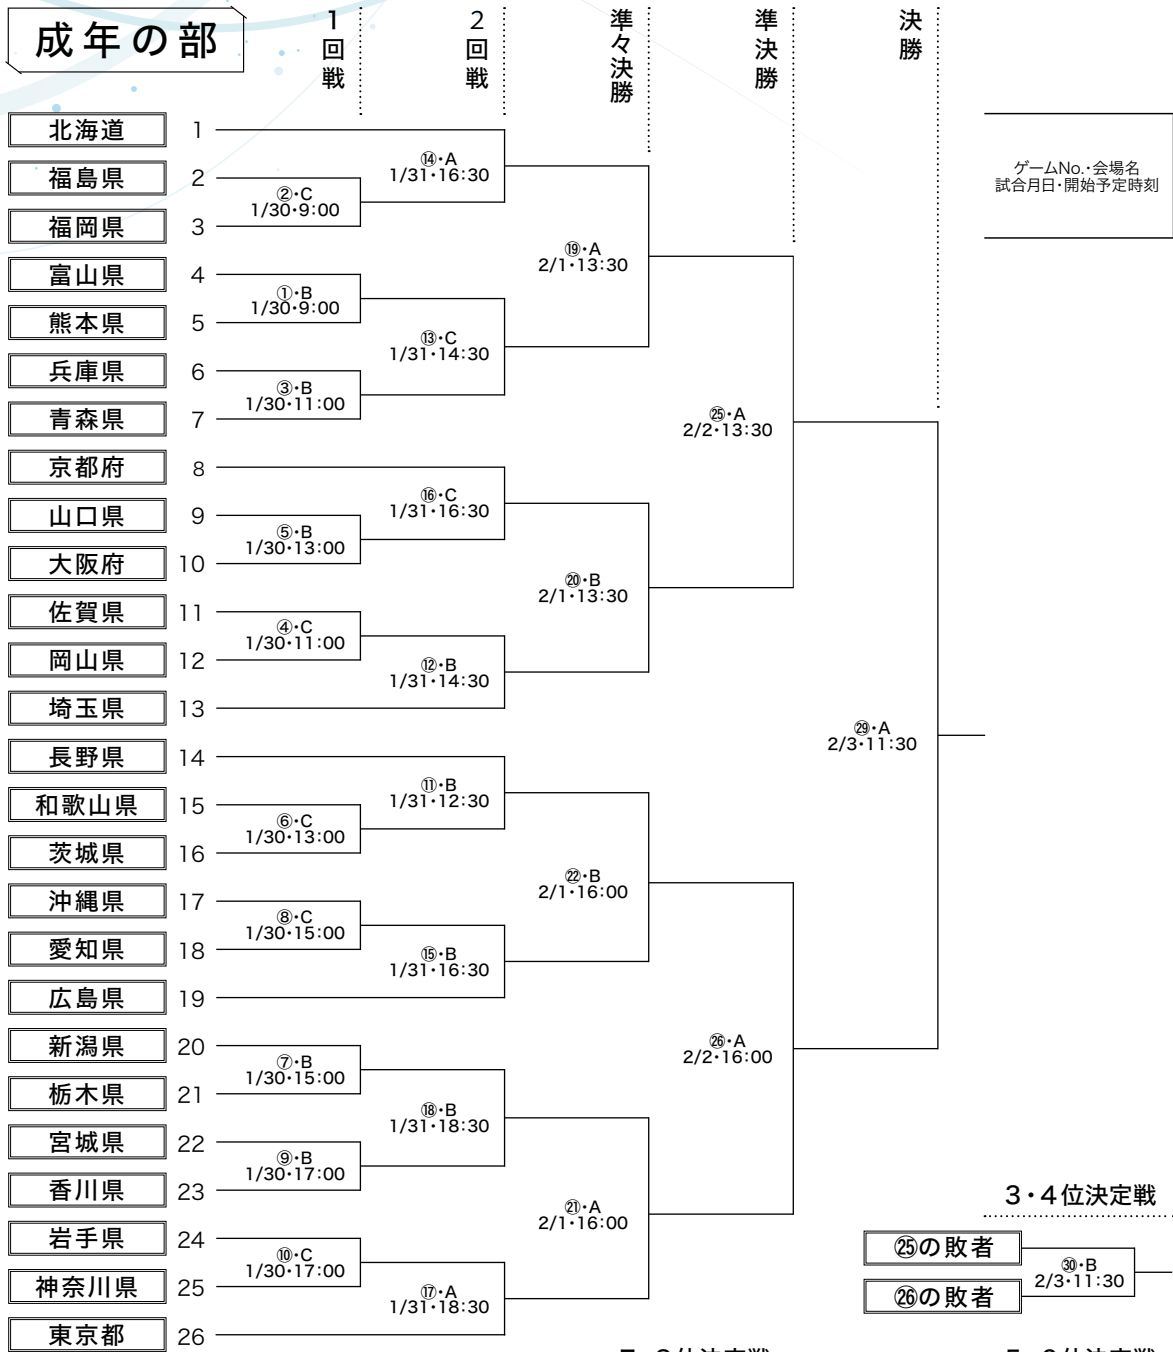 成年の部
1回戦
2回戦
準々決勝
準決勝
決勝
ゲームNo.・会場名
試合月日・開始予定時刻
北海道 1
福島県 2
福岡県 3
富山県 4
熊本県 5
兵庫県 6
青森県 7
京都府 8
山口県 9
大阪府 10
佐賀県 11
岡山県 12
埼玉県 13
長野県 14
和歌山県 15
茨城県 16
沖縄県 17
愛知県 18
広島県 19
新潟県 20
栃木県 21
宮城県 22
香川県 23
岩手県 24
神奈川県 25
東京都 26
②・C
1/30・9:00
①・B
1/30・9:00
③・B
1/30・11:00
⑤・B
1/30・13:00
④・C
1/30・11:00
⑥・C
1/30・13:00
⑧・C
1/30・15:00
⑦・B
1/30・15:00
⑨・B
1/30・17:00
⑩・C
1/30・17:00
⑭・A
1/31・16:30
⑬・C
1/31・14:30
⑯・C
1/31・16:30
⑫・B
1/31・14:30
⑪・B
1/31・12:30
⑮・B
1/31・16:30
⑱・B
1/31・18:30
⑰・A
1/31・18:30
⑲・A
2/1・13:30
⑳・B
2/1・13:30
㉒・B
2/1・16:00
㉑・A
2/1・16:00
㉕・A
2/2・13:30
㉖・A
2/2・16:00
㉙・A
2/3・11:30
3・4位決定戦
㉕の敗者
㉖の敗者
㉚・B
2/3・11:30